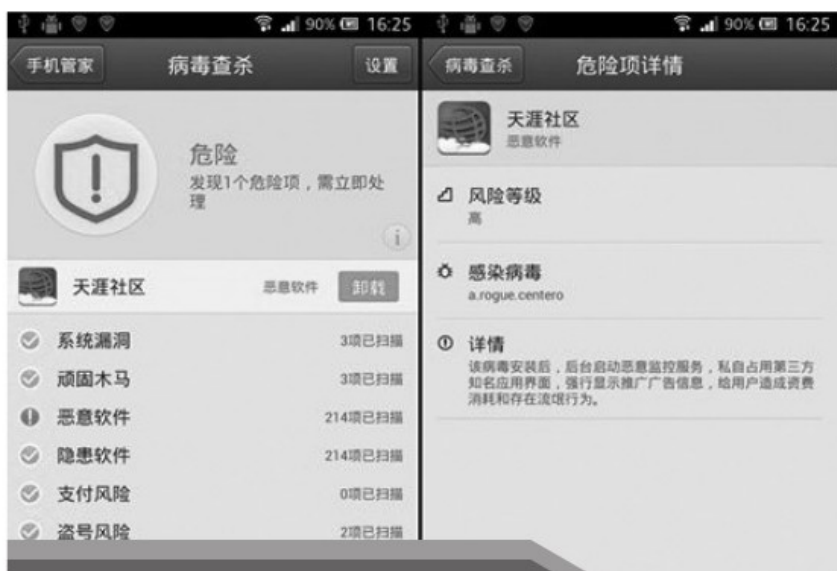 90% 16:25
手机管家 病毒查杀 设置
危险
发现1个危险项，需立即处
理
天涯社区 恶意软件 卸载
系统漏洞 3项已扫描
顽固木马 3项已扫描
恶意软件 214项已扫描
隐患软件 214项已扫描
支付风险 0项已扫描
盗号风险 2项已扫描
90% 16:25
病毒查杀 危险项详情
天涯社区
恶意软件
风险等级
高
感染病毒
a.rogue.centero
详情
该病毒安装后，后台启动恶意监控服务，私自占用第三方
知名应用界面，强行显示推广广告信息，给用户造成资费
消耗和存在流氓行为。